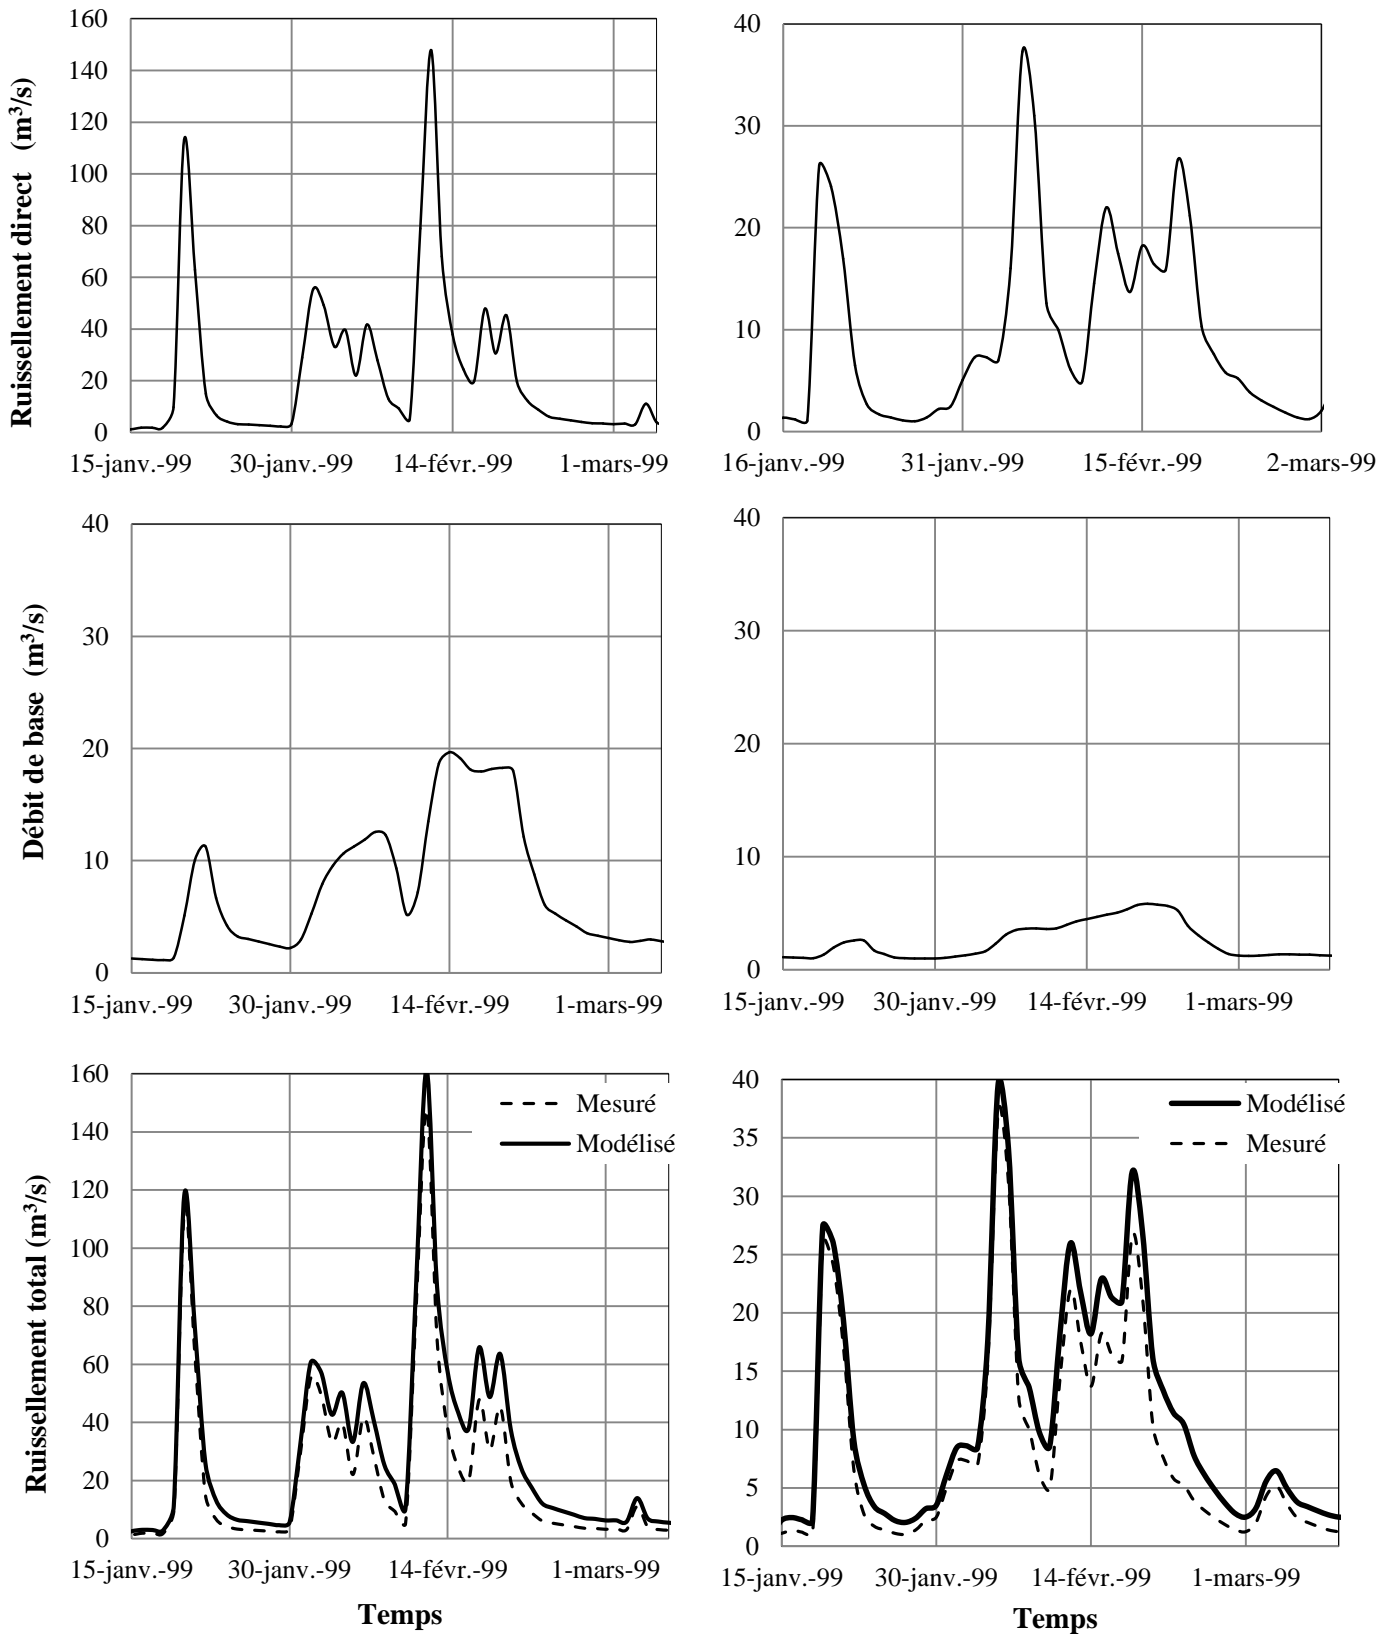 Ruissellement direct (m³/s)
160
140
120
100
80
60
40
20
0
15-janv.-99 30-janv.-99 14-févr.-99 1-mars-99
40
30
20
10
0
16-janv.-99 31-janv.-99 15-févr.-99 2-mars-99
Débit de base (m³/s)
40
30
20
10
0
15-janv.-99 30-janv.-99 14-févr.-99 1-mars-99
40
30
20
10
0
15-janv.-99 30-janv.-99 14-févr.-99 1-mars-99
Ruissellement total (m³/s)
160
140
120
100
80
60
40
20
0
Mesuré
Modélisé
15-janv.-99 30-janv.-99 14-févr.-99 1-mars-99
Temps
40
35
30
25
20
15
10
5
0
Modélisé
Mesuré
15-janv.-99 30-janv.-99 14-févr.-99 1-mars-99
Temps